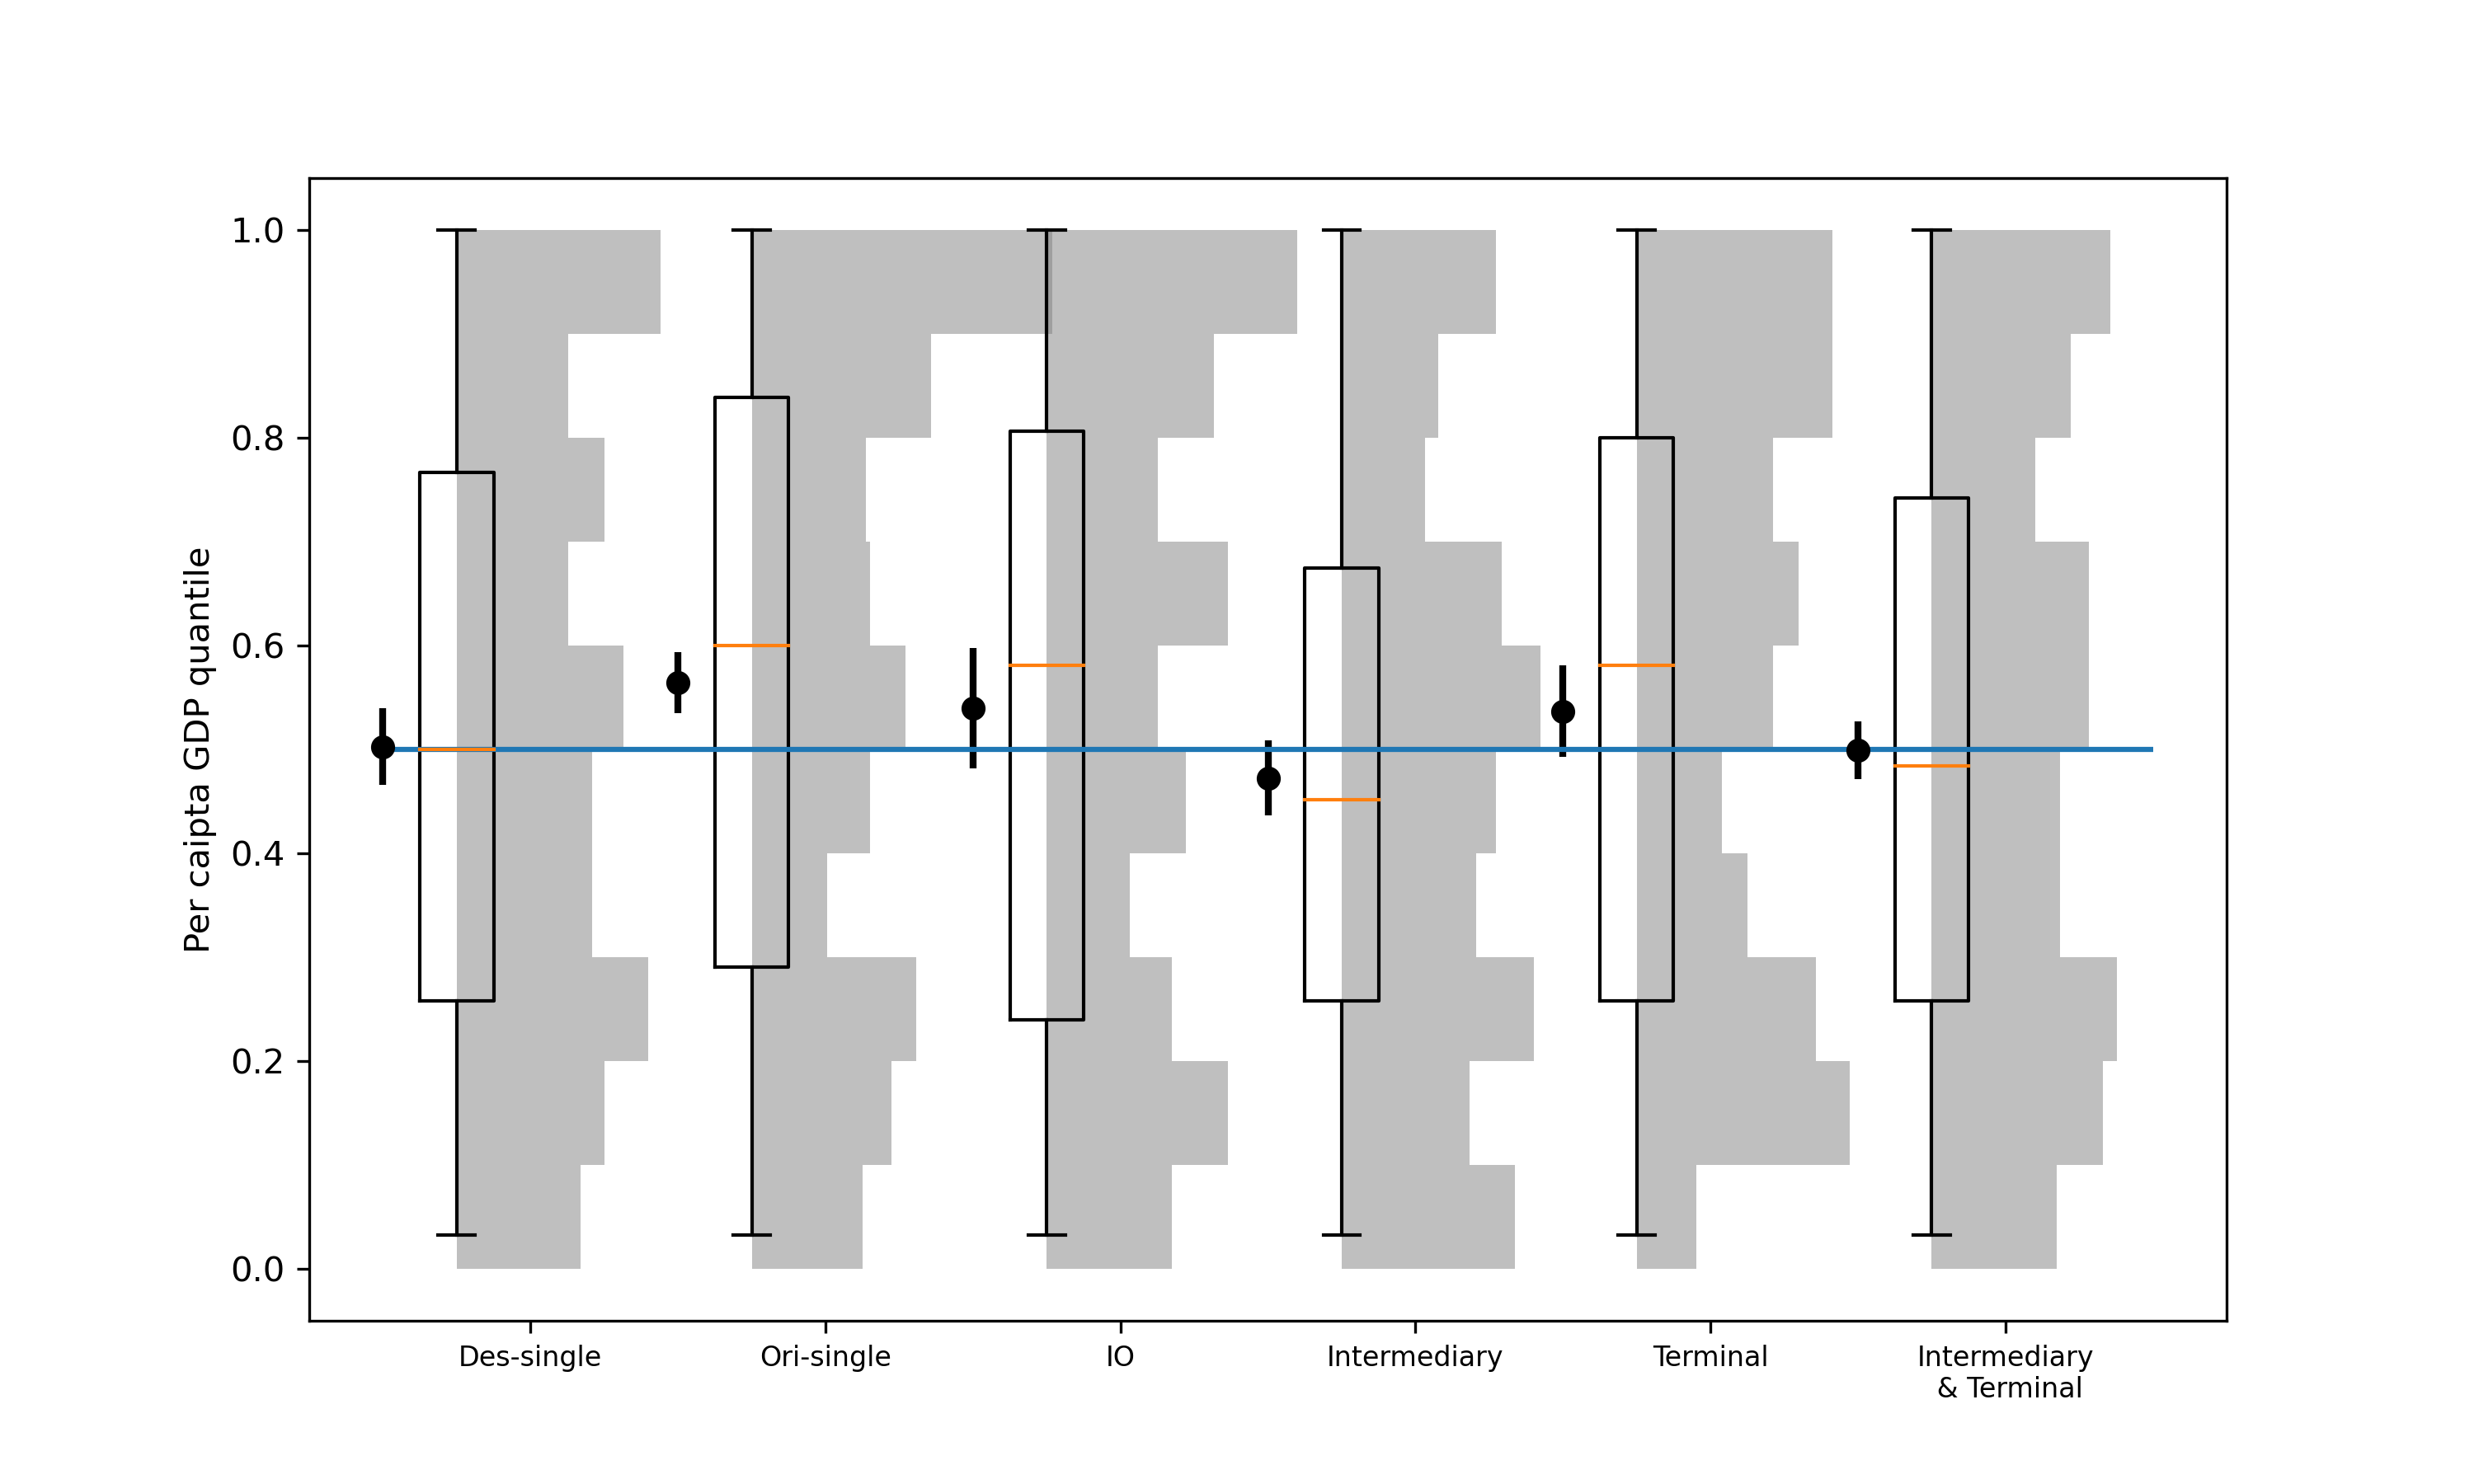 1.0
0.8
0.6
0.4
0.2
0.0
Per caipta GDP quantile
Des-single
Ori-single
IO
Intermediary
Terminal
Intermediary
& Terminal